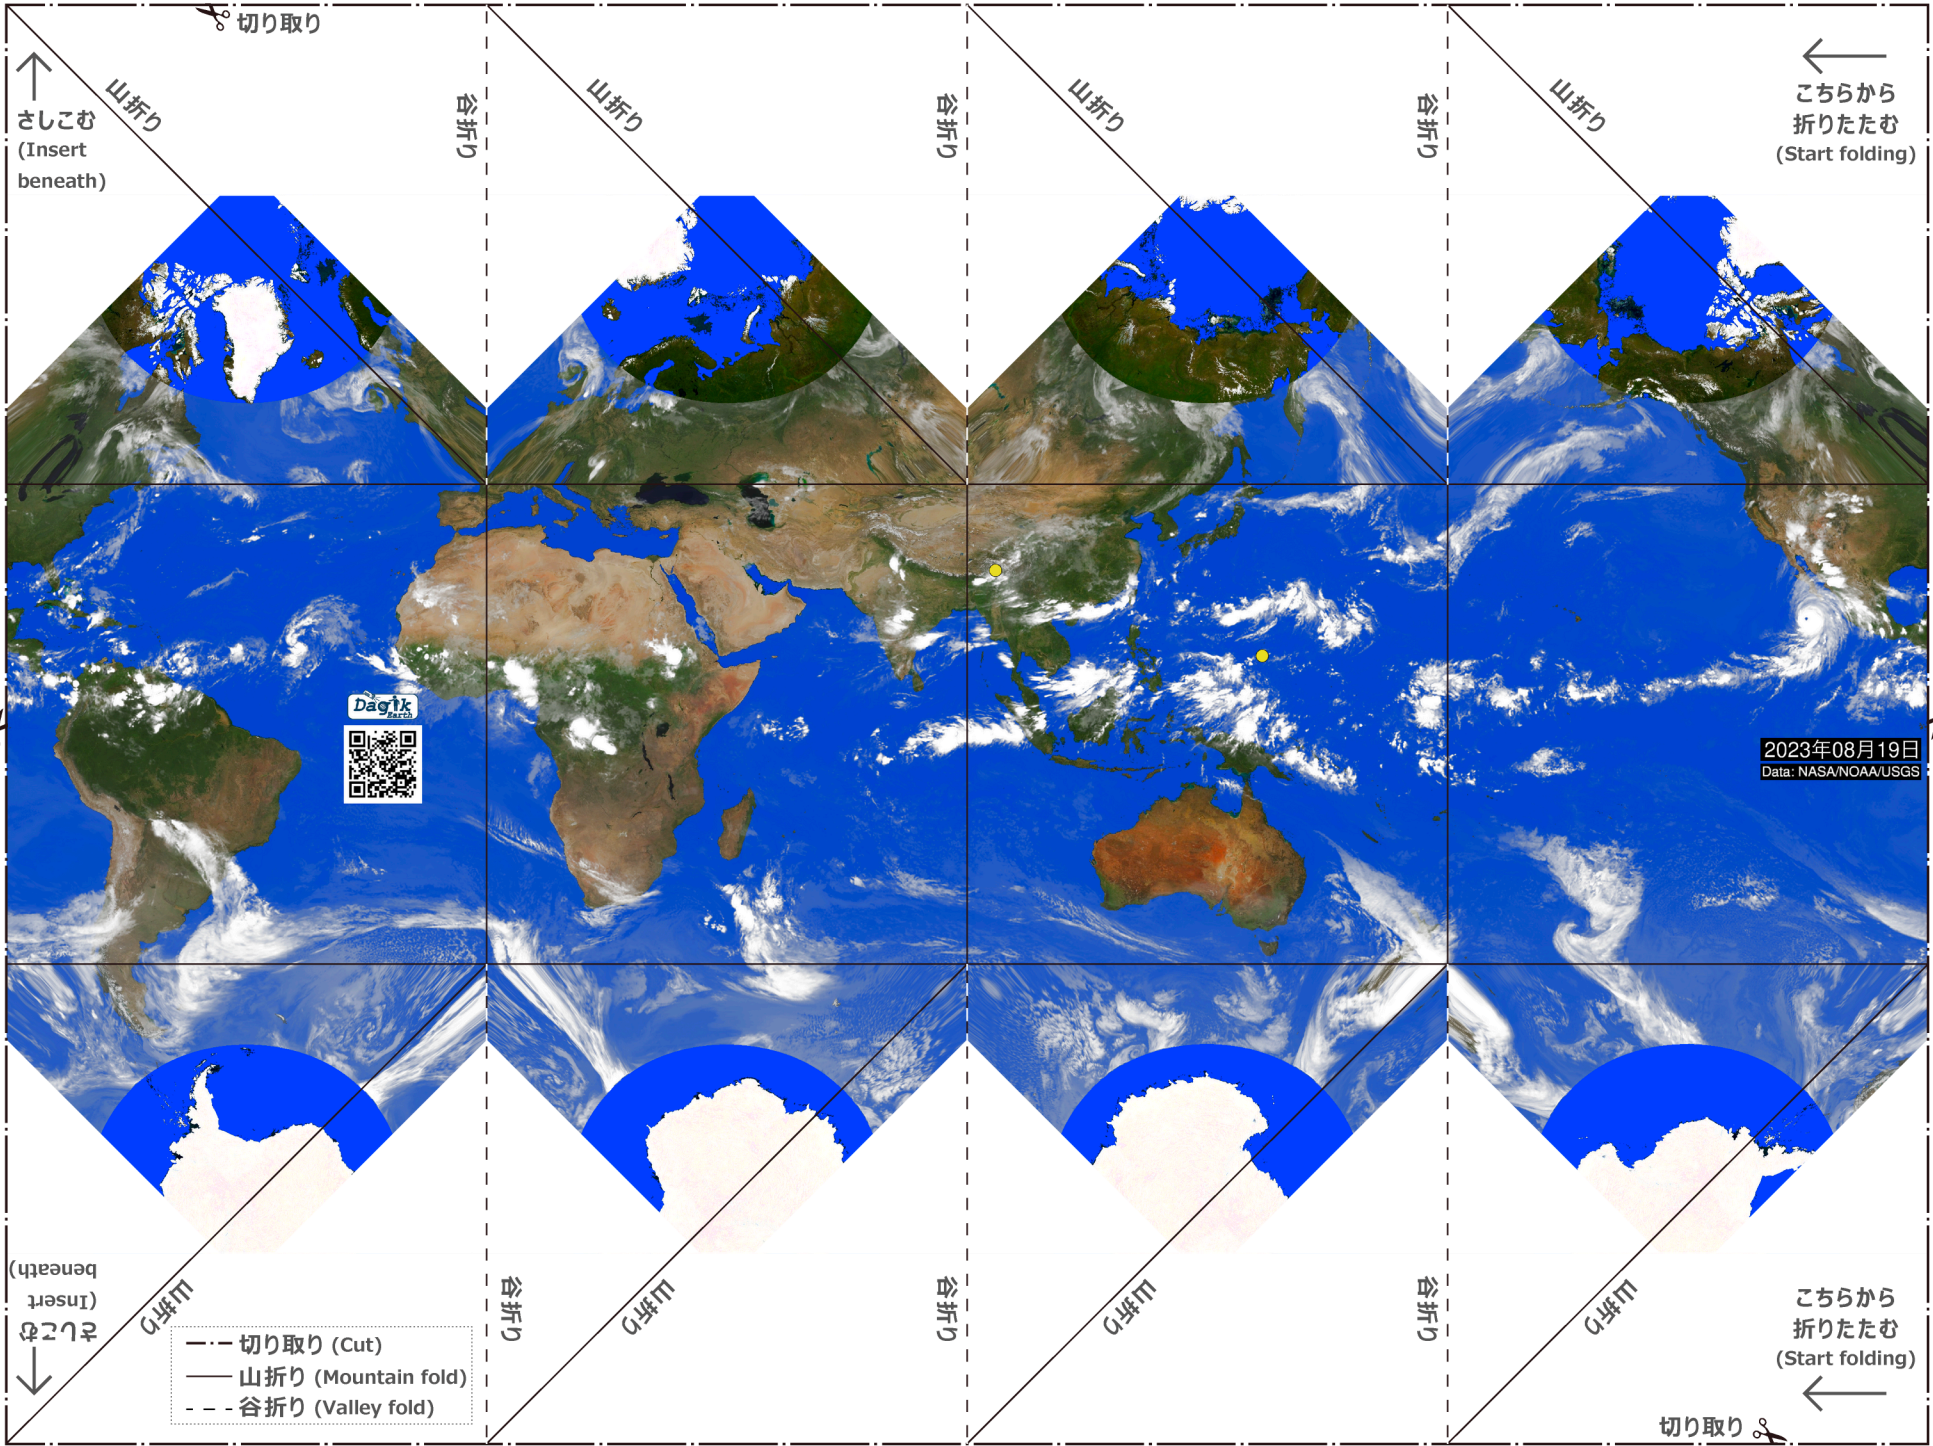 切り取り
山折り
谷折り
山折り
谷折り
山折り
谷折り
山折り
さしこむ
(Insert
beneath)
こちらから
折りたたむ
(Start folding)
Dagik
Earth
2023年08月19日
Data: NASA/NOAA/USGS
さしこむ
(Insert
beneath)
山折り
谷折り
山折り
谷折り
山折り
谷折り
山折り
こちらから
折りたたむ
(Start folding)
切り取り (Cut)
山折り (Mountain fold)
谷折り (Valley fold)
切り取り